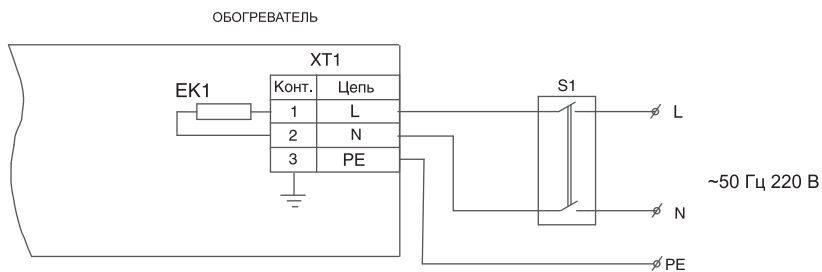 ОБОГРЕВАТЕЛЬ
XT1
EK1
Конт. Цепь
S1
1 L
L
2 N
3 PE
~50 Гц 220 В
N
PE